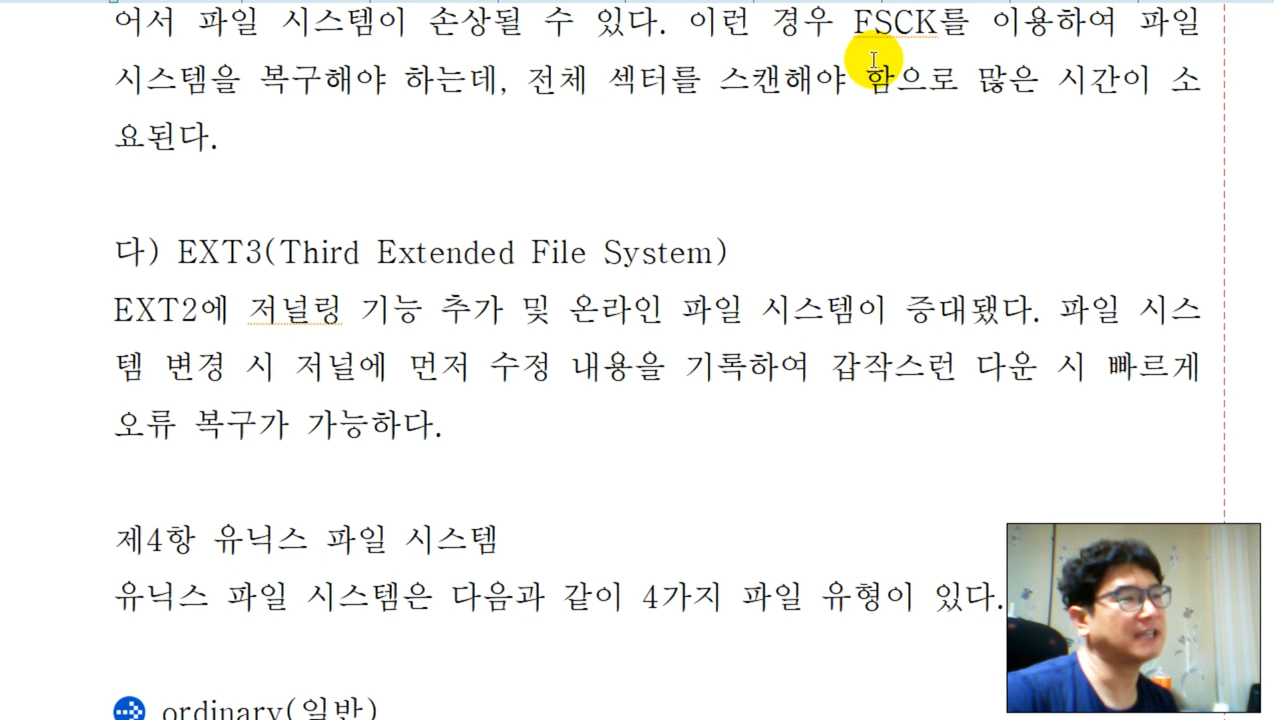 어서 파일 시스템이 손상될 수 있다. 이런 경우 FSCK를 이용하여 파일
시스템을 복구해야 하는데, 전체 섹터를 스캔해야 함으로 많은 시간이 소
요된다.
다) EXT3(Third Extended File System)
EXT2에 저널링 기능 추가 및 온라인 파일 시스템이 증대됐다. 파일 시스
템 변경 시 저널에 먼저 수정 내용을 기록하여 갑작스런 다운 시 빠르게
오류 복구가 가능하다.
제4항 유닉스 파일 시스템
유닉스 파일 시스템은 다음과 같이 4가지 파일 유형이 있다.
ordinary(일반)